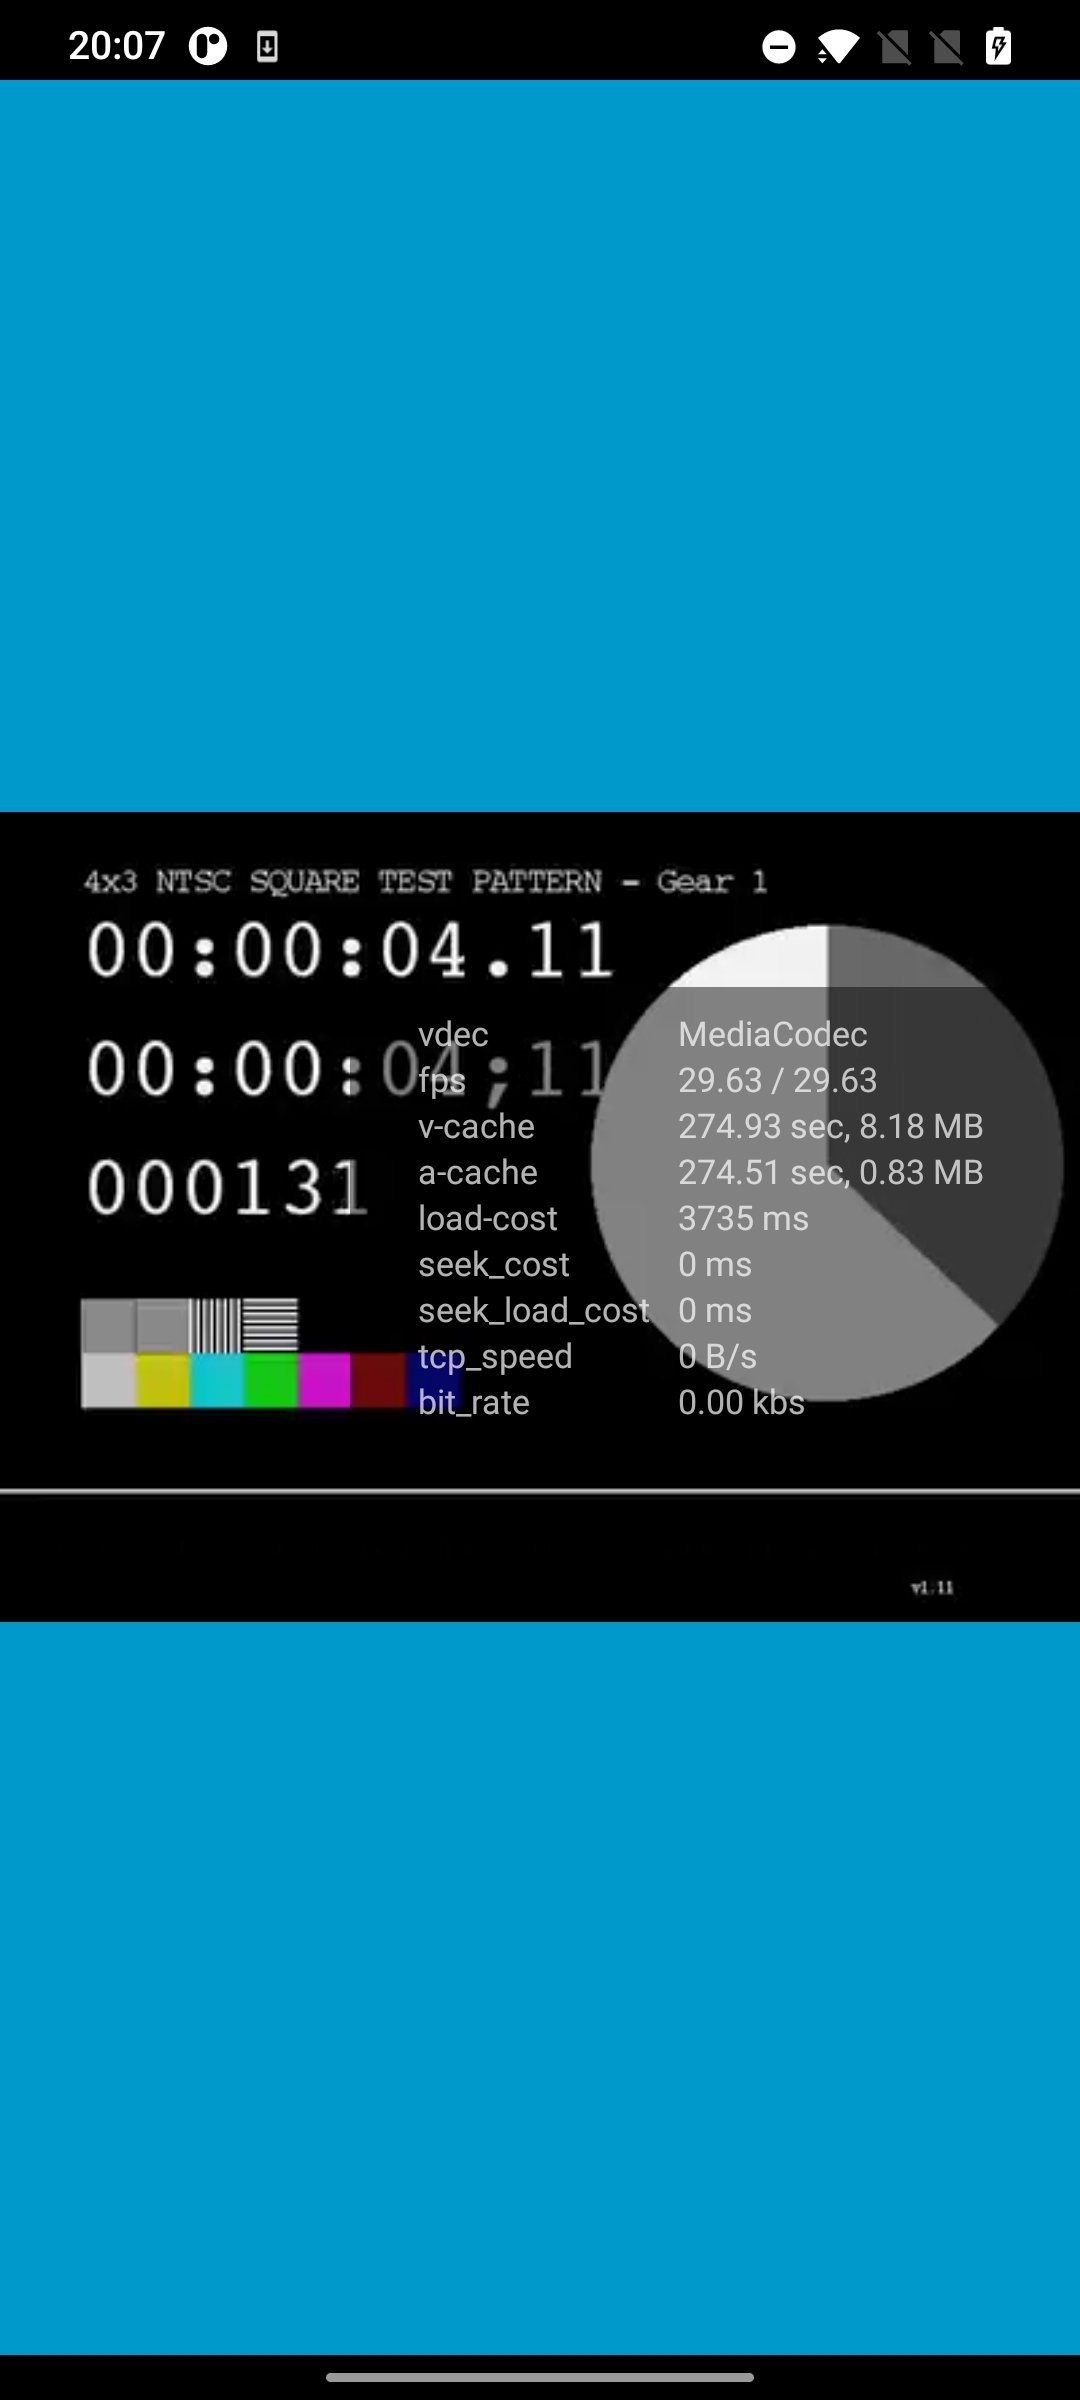 20:07
4x3 NTSC SQUARE TEST PATTERN - Gear 1
00:00:04.11
00:00:04;11
000131
vdec MediaCodec
fps 29.63 / 29.63
v-cache 274.93 sec, 8.18 MB
a-cache 274.51 sec, 0.83 MB
load-cost 3735 ms
seek_cost 0 ms
seek_load_cost 0 ms
tcp_speed 0 B/s
bit_rate 0.00 kbs
v1.11